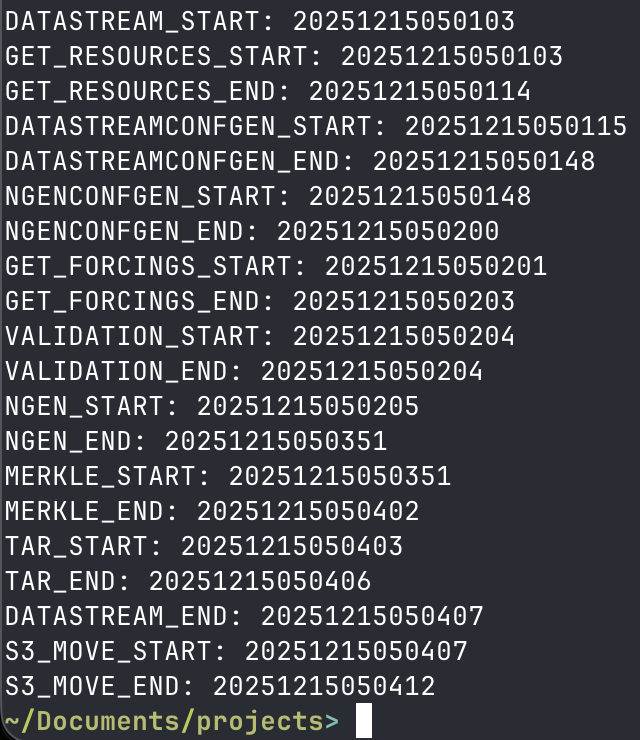 DATASTREAM_START: 20251215050103
GET_RESOURCES_START: 20251215050103
GET_RESOURCES_END: 20251215050114
DATASTREAMCONFGEN_START: 20251215050115
DATASTREAMCONFGEN_END: 20251215050148
NGENCONFGEN_START: 20251215050148
NGENCONFGEN_END: 20251215050200
GET_FORCINGS_START: 20251215050201
GET_FORCINGS_END: 20251215050203
VALIDATION_START: 20251215050204
VALIDATION_END: 20251215050204
NGEN_START: 20251215050205
NGEN_END: 20251215050351
MERKLE_START: 20251215050351
MERKLE_END: 20251215050402
TAR_START: 20251215050403
TAR_END: 20251215050406
DATASTREAM_END: 20251215050407
S3_MOVE_START: 20251215050407
S3_MOVE_END: 20251215050412
~/Documents/projects>